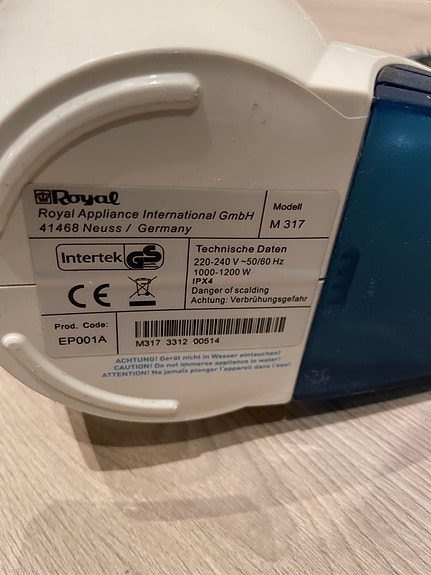 Royal
Royal Appliance International GmbH
41468 Neuss / Germany
Modell
M 317
Intertek GS
Technische Daten
220-240 V ~50/60 Hz
1000-1200 W
IPX4
Danger of scalding
Achtung: Verbrühungsgefahr
CE
Prod. Code:
EP001A
M317 3312 00514
ACHTUNG! Gerät nicht in Wasser eintauchen!
CAUTION! Do not immerse appliance in water!
ATTENTION! Ne jamais plonger l'appareil dans l'eau!